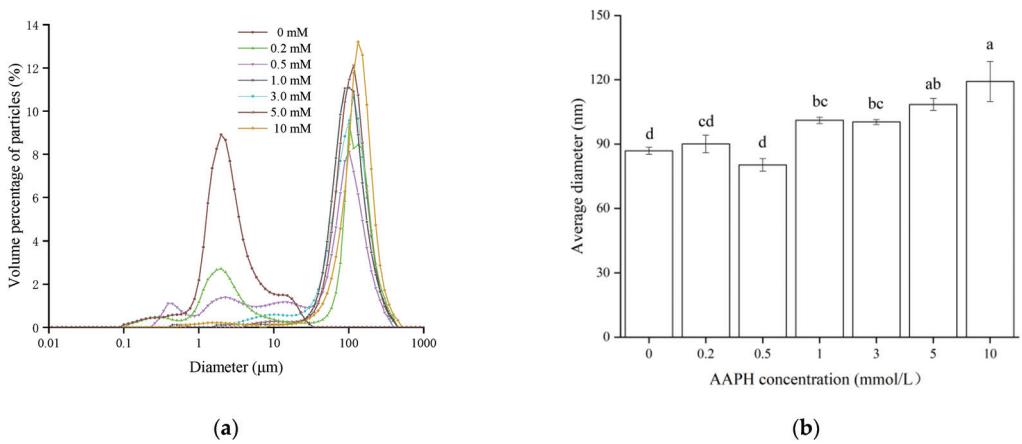 14
12
10
8
6
4
2
0
Volume percentage of particles (%)
0 mM
0.2 mM
0.5 mM
1.0 mM
3.0 mM
5.0 mM
10 mM
0.01
0.1
1
10
100
1000
Diameter (μm)
(a)
150
120
90
60
30
0
Average diameter (nm)
d
cd
d
bc
bc
ab
a
0
0.2
0.5
1
3
5
10
AAPH concentration (mmol/L）
(b)